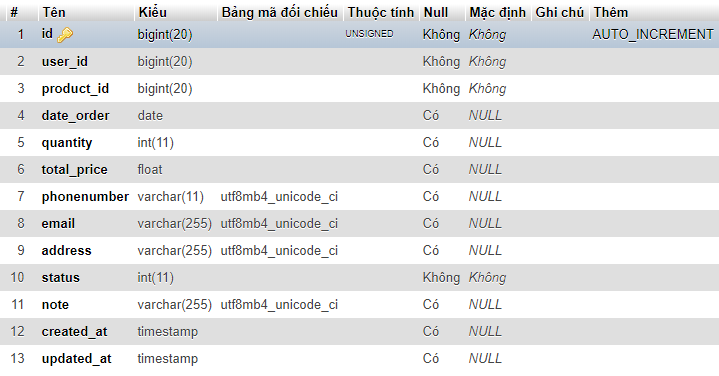 # Tên Kiểu Bảng mã đối chiếu Thuộc tính Null Mặc định Ghi chú Thêm
1 id bigint(20) UNSIGNED Không Không AUTO_INCREMENT
2 user_id bigint(20) Không Không
3 product_id bigint(20) Không Không
4 date_order date Có NULL
5 quantity int(11) Có NULL
6 total_price float Có NULL
7 phonenumber varchar(11) utf8mb4_unicode_ci Có NULL
8 email varchar(255) utf8mb4_unicode_ci Có NULL
9 address varchar(255) utf8mb4_unicode_ci Có NULL
10 status int(11) Không Không
11 note varchar(255) utf8mb4_unicode_ci Có NULL
12 created_at timestamp Có NULL
13 updated_at timestamp Có NULL